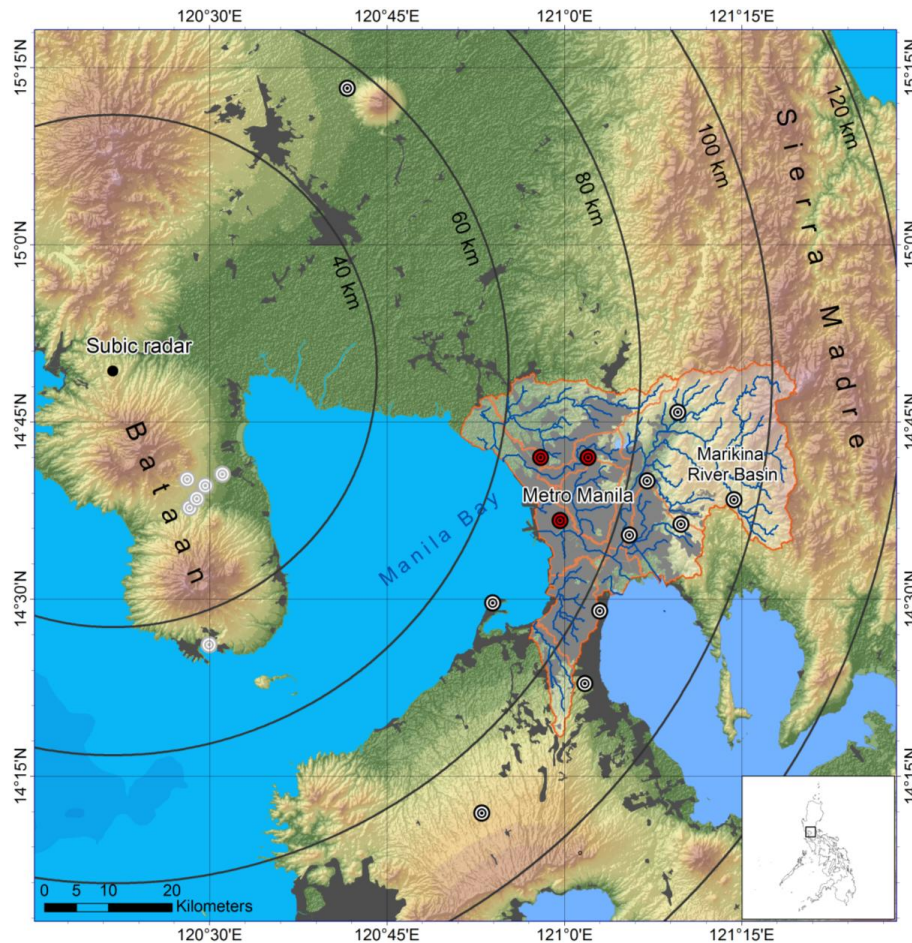 120°30'E 120°45'E 121°0'E 121°15'E
15°15'N 15°15'N
120 km
100 km
80 km
60 km
40 km
Sierra Madre
15°0'N 15°0'N
Subic radar
14°45'N 14°45'N
Bataan
Marikina
River Basin
Metro Manila
Manila Bay
14°30'N 14°30'N
14°15'N 14°15'N
0 5 10 20
Kilometers
120°30'E 120°45'E 121°0'E 121°15'E